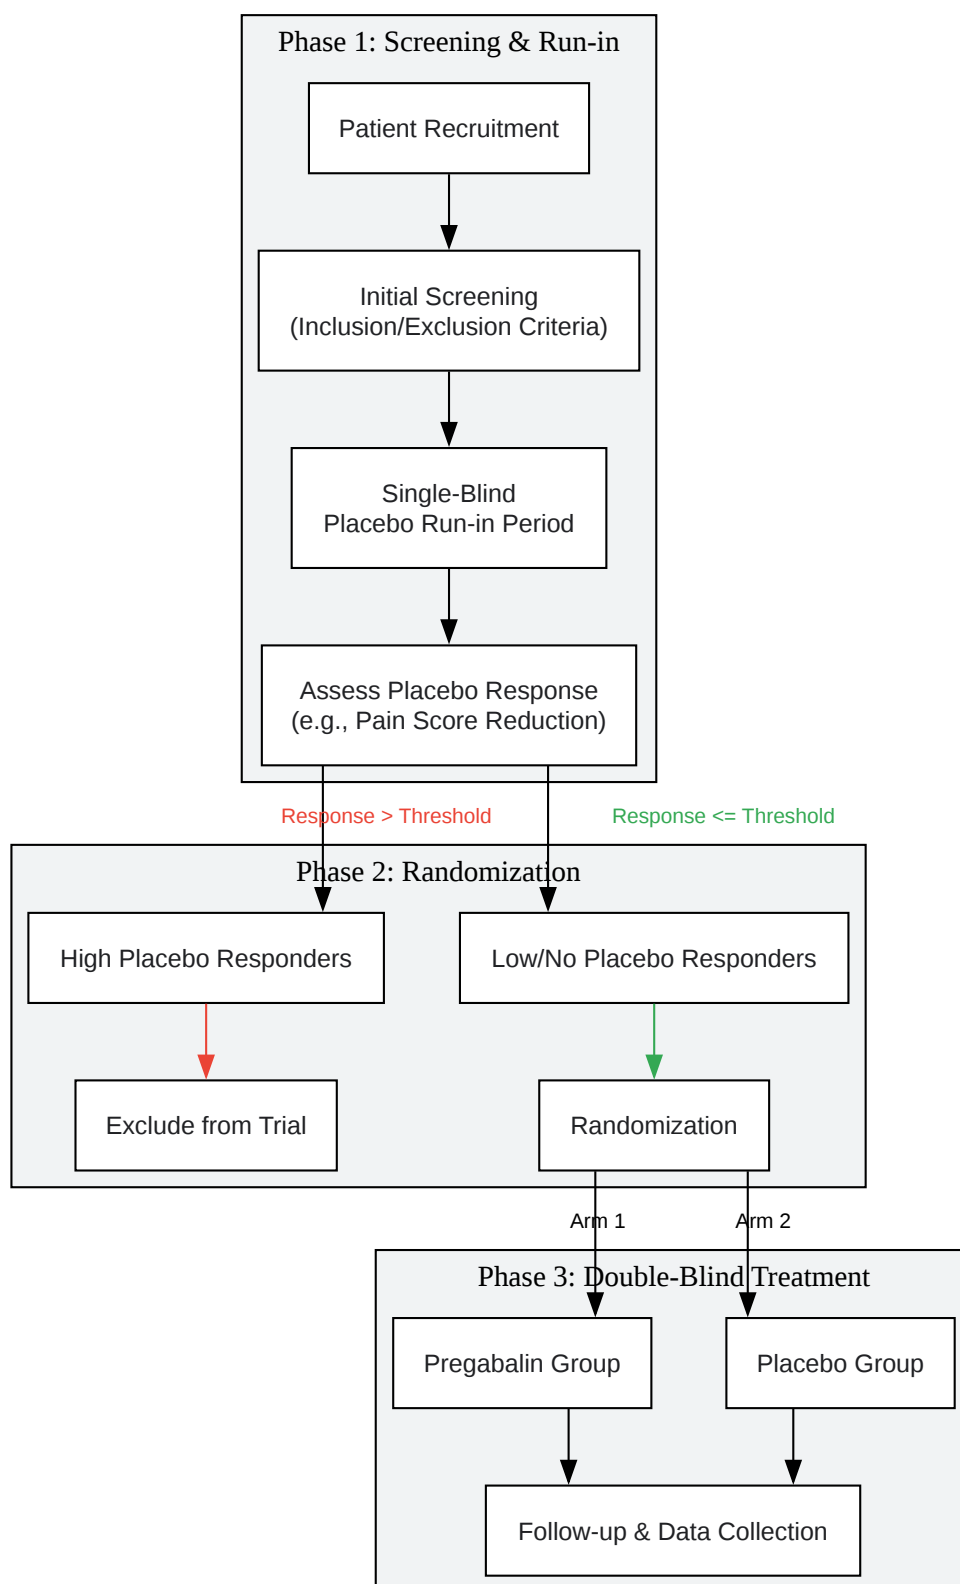 Phase 1: Screening & Run-in
Patient Recruitment
Initial Screening
(Inclusion/Exclusion Criteria)
Single-Blind
Placebo Run-in Period
Assess Placebo Response
(e.g., Pain Score Reduction)
Response > Threshold
Response <= Threshold
Phase 2: Randomization
High Placebo Responders
Low/No Placebo Responders
Exclude from Trial
Randomization
Arm 1
Arm 2
Phase 3: Double-Blind Treatment
Pregabalin Group
Placebo Group
Follow-up & Data Collection